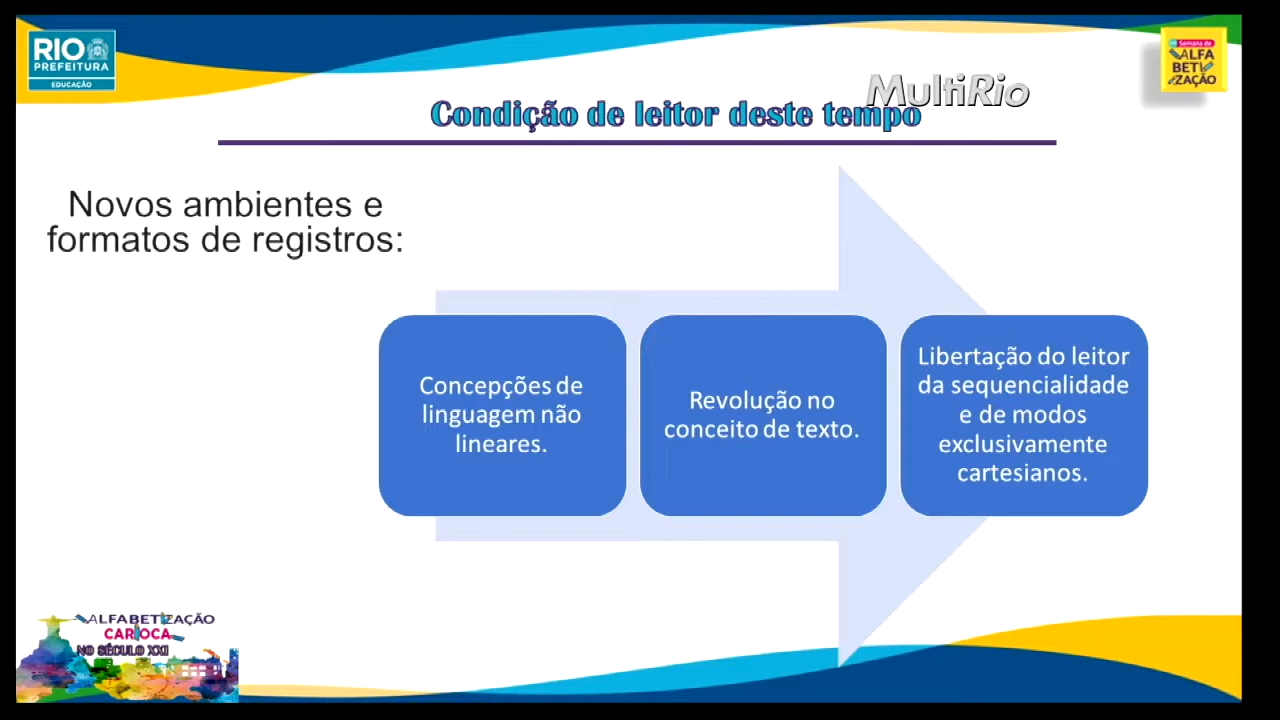 RIO
PREFEITURA
EDUCAÇÃO
Semana de
ALFA
BETI
ZAÇÃO
MultiRio
Condição de leitor deste tempo
Novos ambientes e
formatos de registros:
Concepções de
linguagem não
lineares.
Revolução no
conceito de texto.
Libertação do leitor
da sequencialidade
e de modos
exclusivamente
cartesianos.
ALFABETIZAÇÃO
CARIOCA
NO SÉCULO XXI